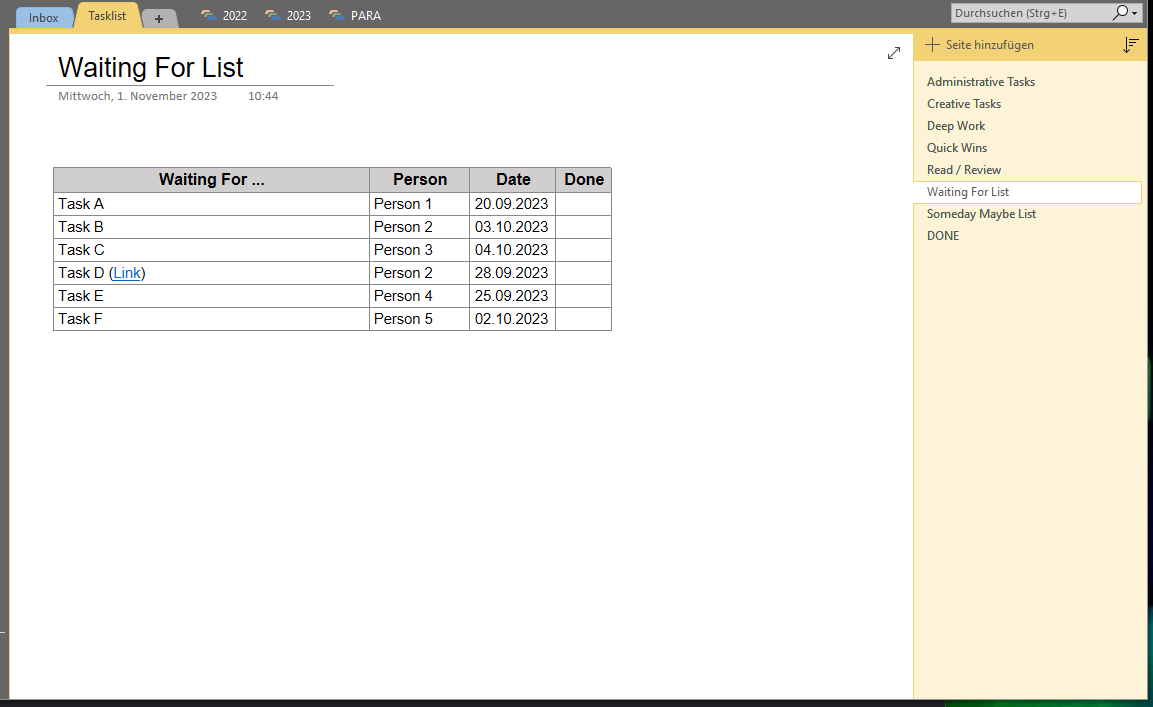 Inbox Tasklist + 2022 2023 PARA Durchsuchen (Strg+E)
Seite hinzufügen
Waiting For List
Mittwoch, 1. November 2023 10:44
Waiting For ... Person Date Done
Task A Person 1 20.09.2023
Task B Person 2 03.10.2023
Task C Person 3 04.10.2023
Task D (Link) Person 2 28.09.2023
Task E Person 4 25.09.2023
Task F Person 5 02.10.2023
Administrative Tasks
Creative Tasks
Deep Work
Quick Wins
Read / Review
Waiting For List
Someday Maybe List
DONE